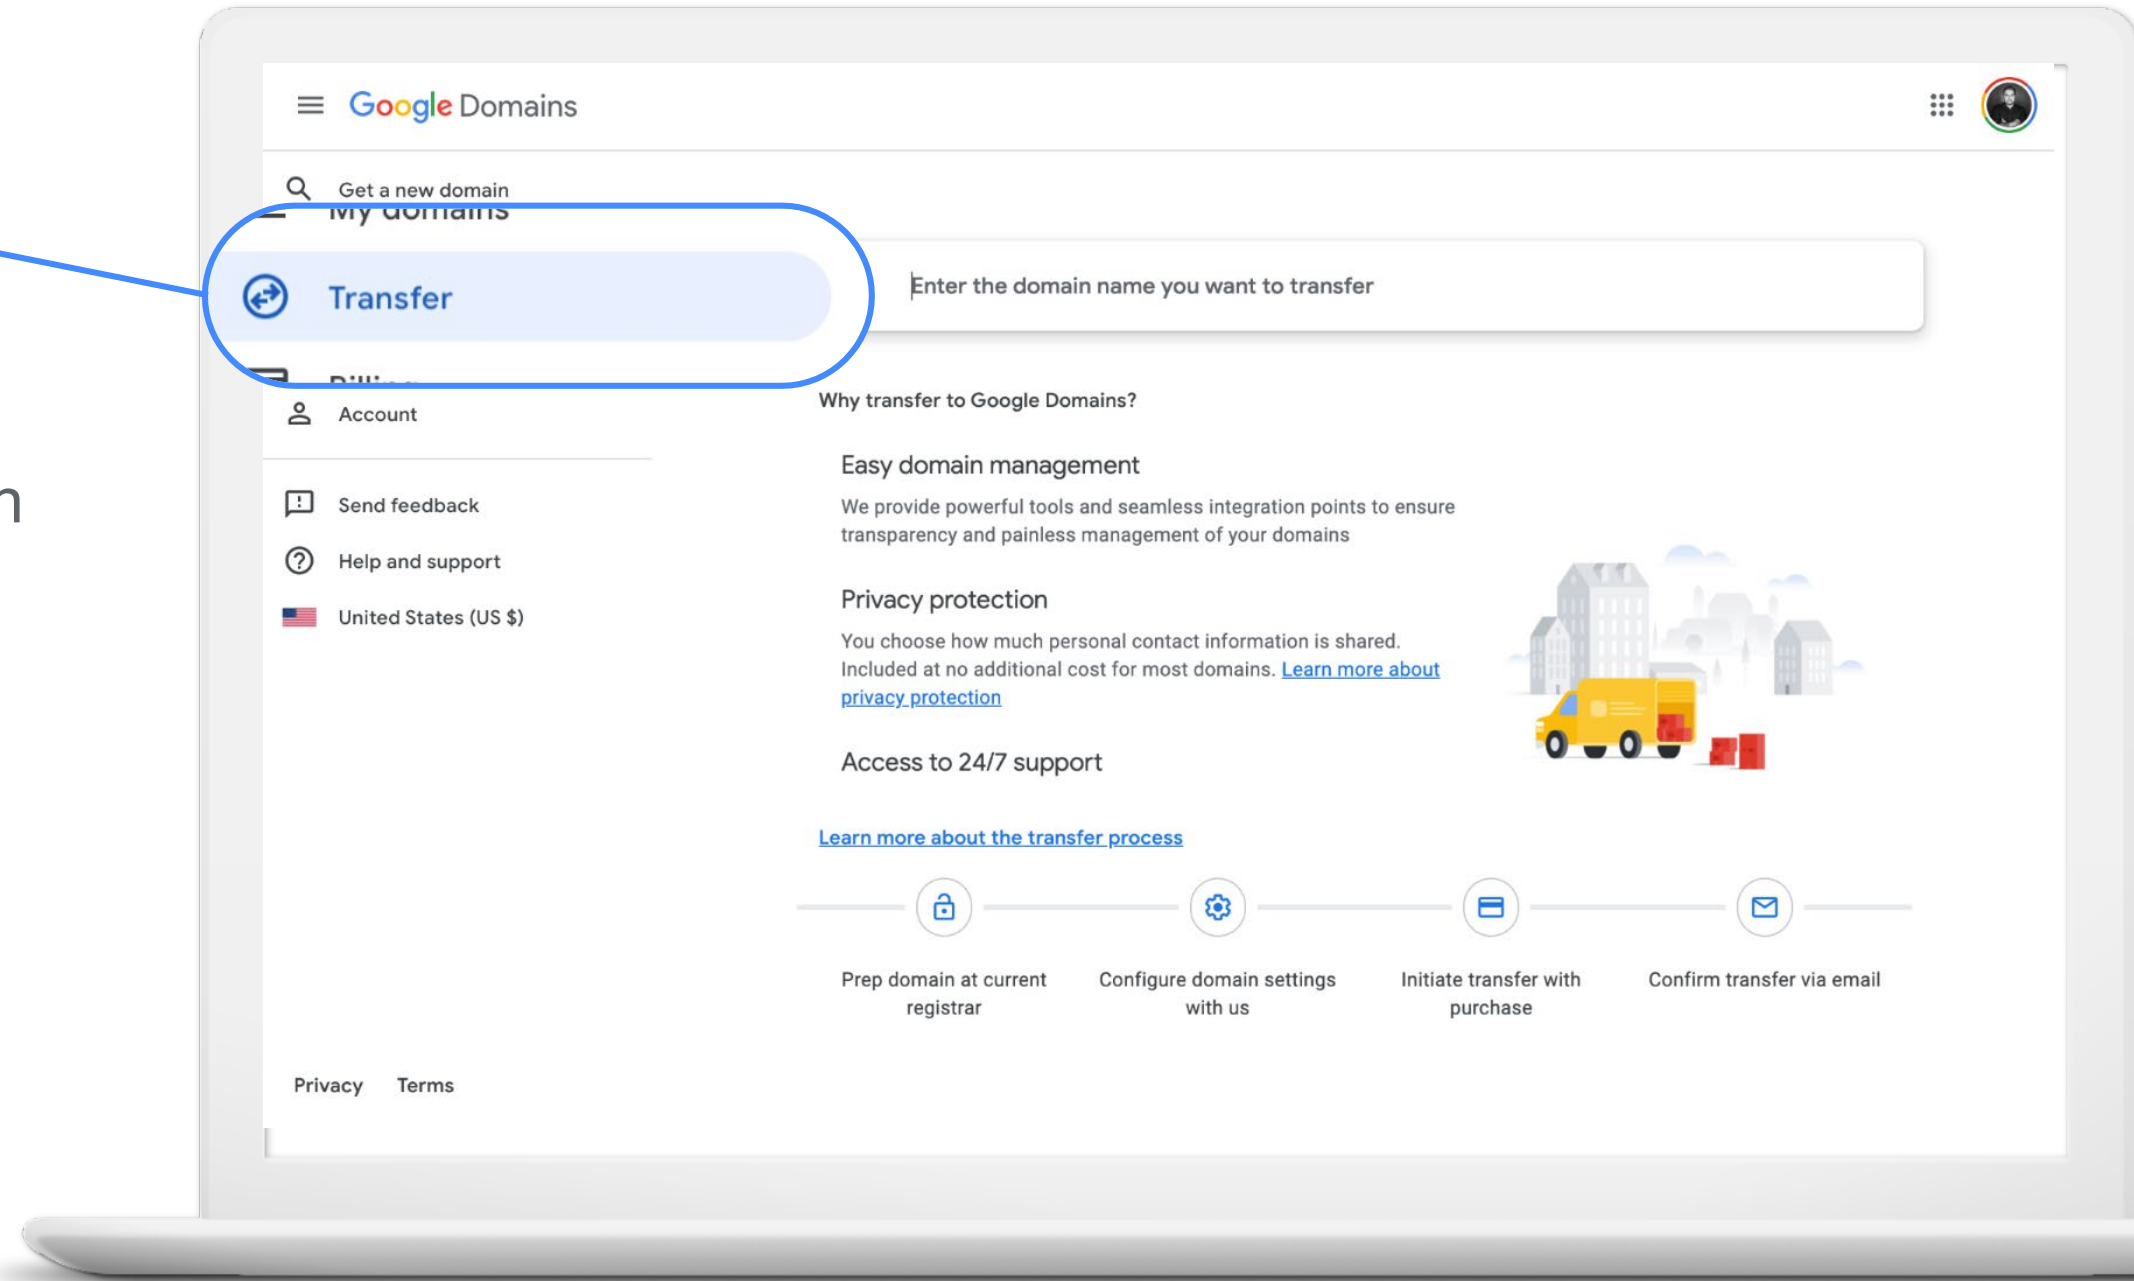 Google Domains
Get a new domain
My domains
Transfer
Enter the domain name you want to transfer
Billing
Account
Why transfer to Google Domains?
Easy domain management
We provide powerful tools and seamless integration points to ensure
transparency and painless management of your domains
n
Send feedback
Help and support
Privacy protection
United States (US $)
You choose how much personal contact information is shared.
Included at no additional cost for most domains. Learn more about
privacy protection
Access to 24/7 support
Learn more about the transfer process
Prep domain at current
registrar
Configure domain settings
with us
Initiate transfer with
purchase
Confirm transfer via email
Privacy Terms